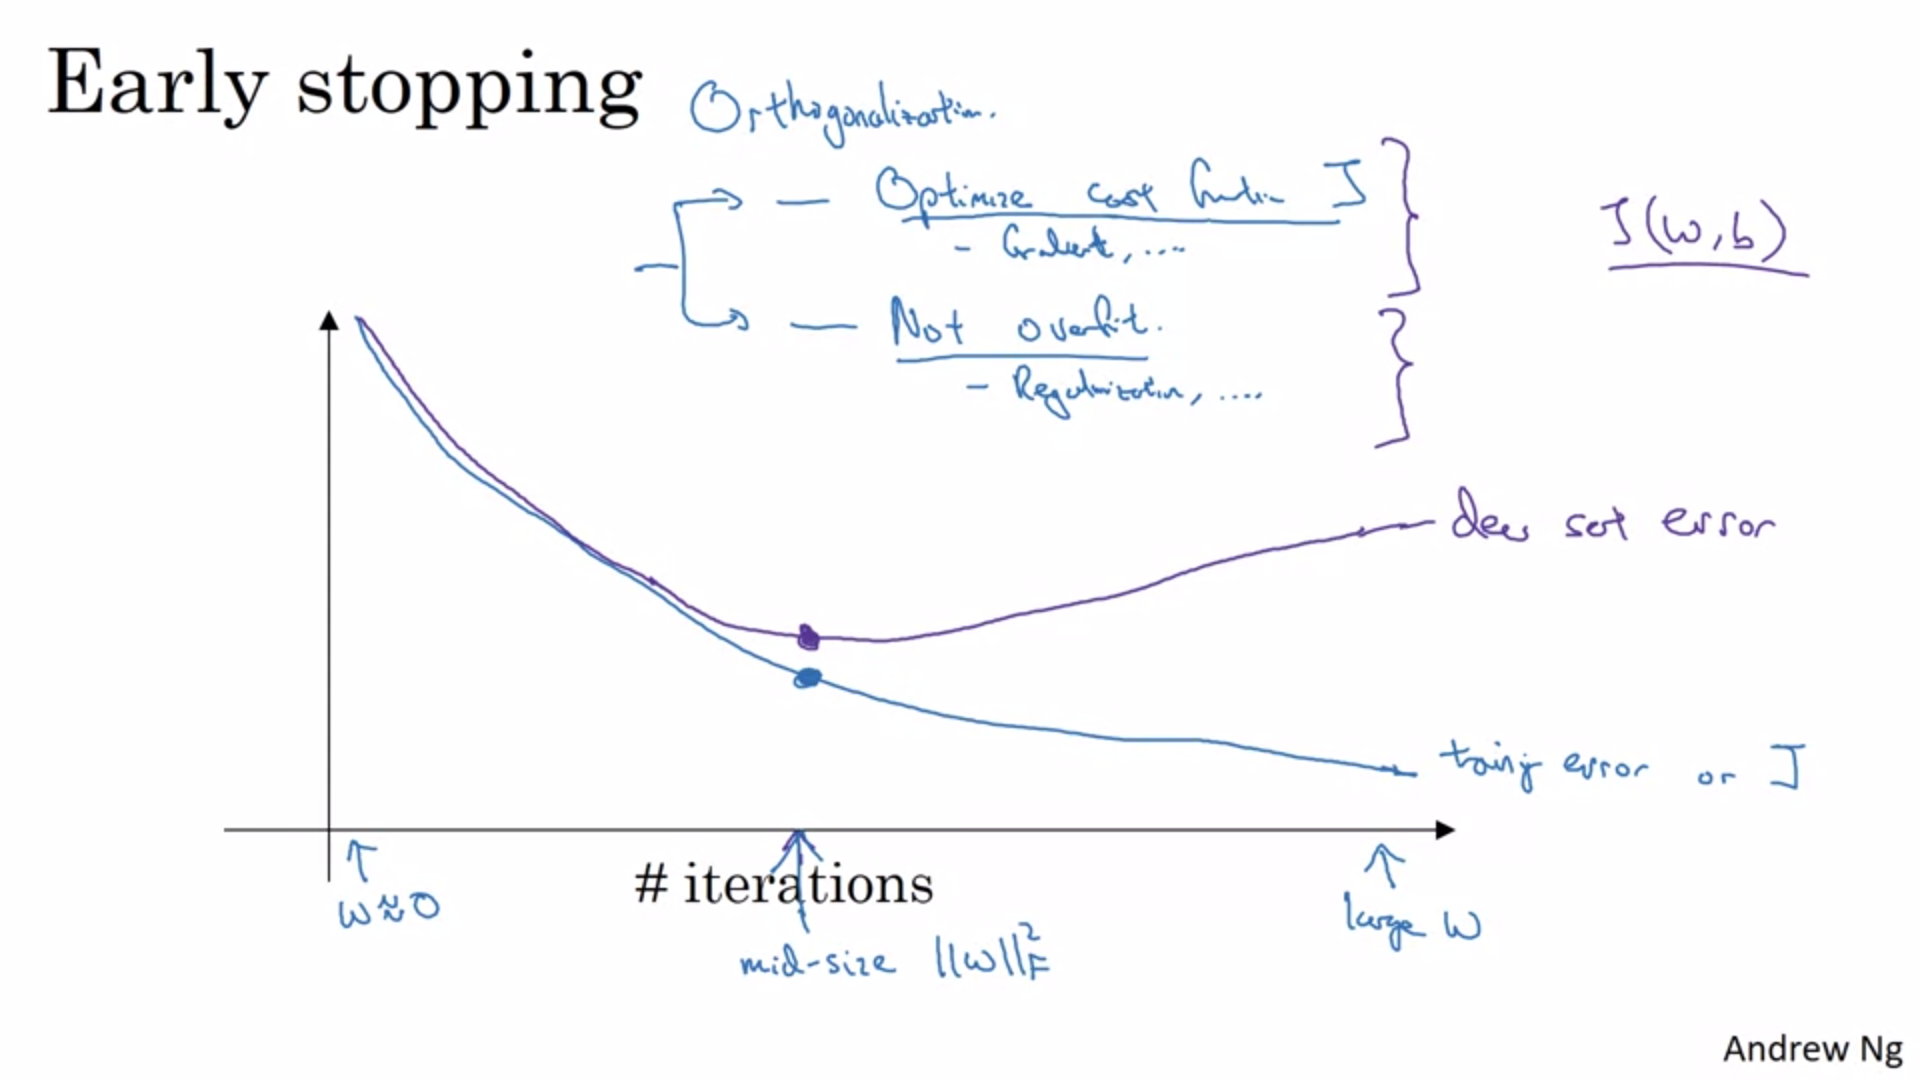 Early stopping
Orthogonalization.
— Optimize cost function J
- Gradient, ....
J(w,b)
— Not overfit.
- Regularization, ....
dev set error
training error or J
# iterations
w≈0
large w
mid-size ||w||²_F
Andrew Ng